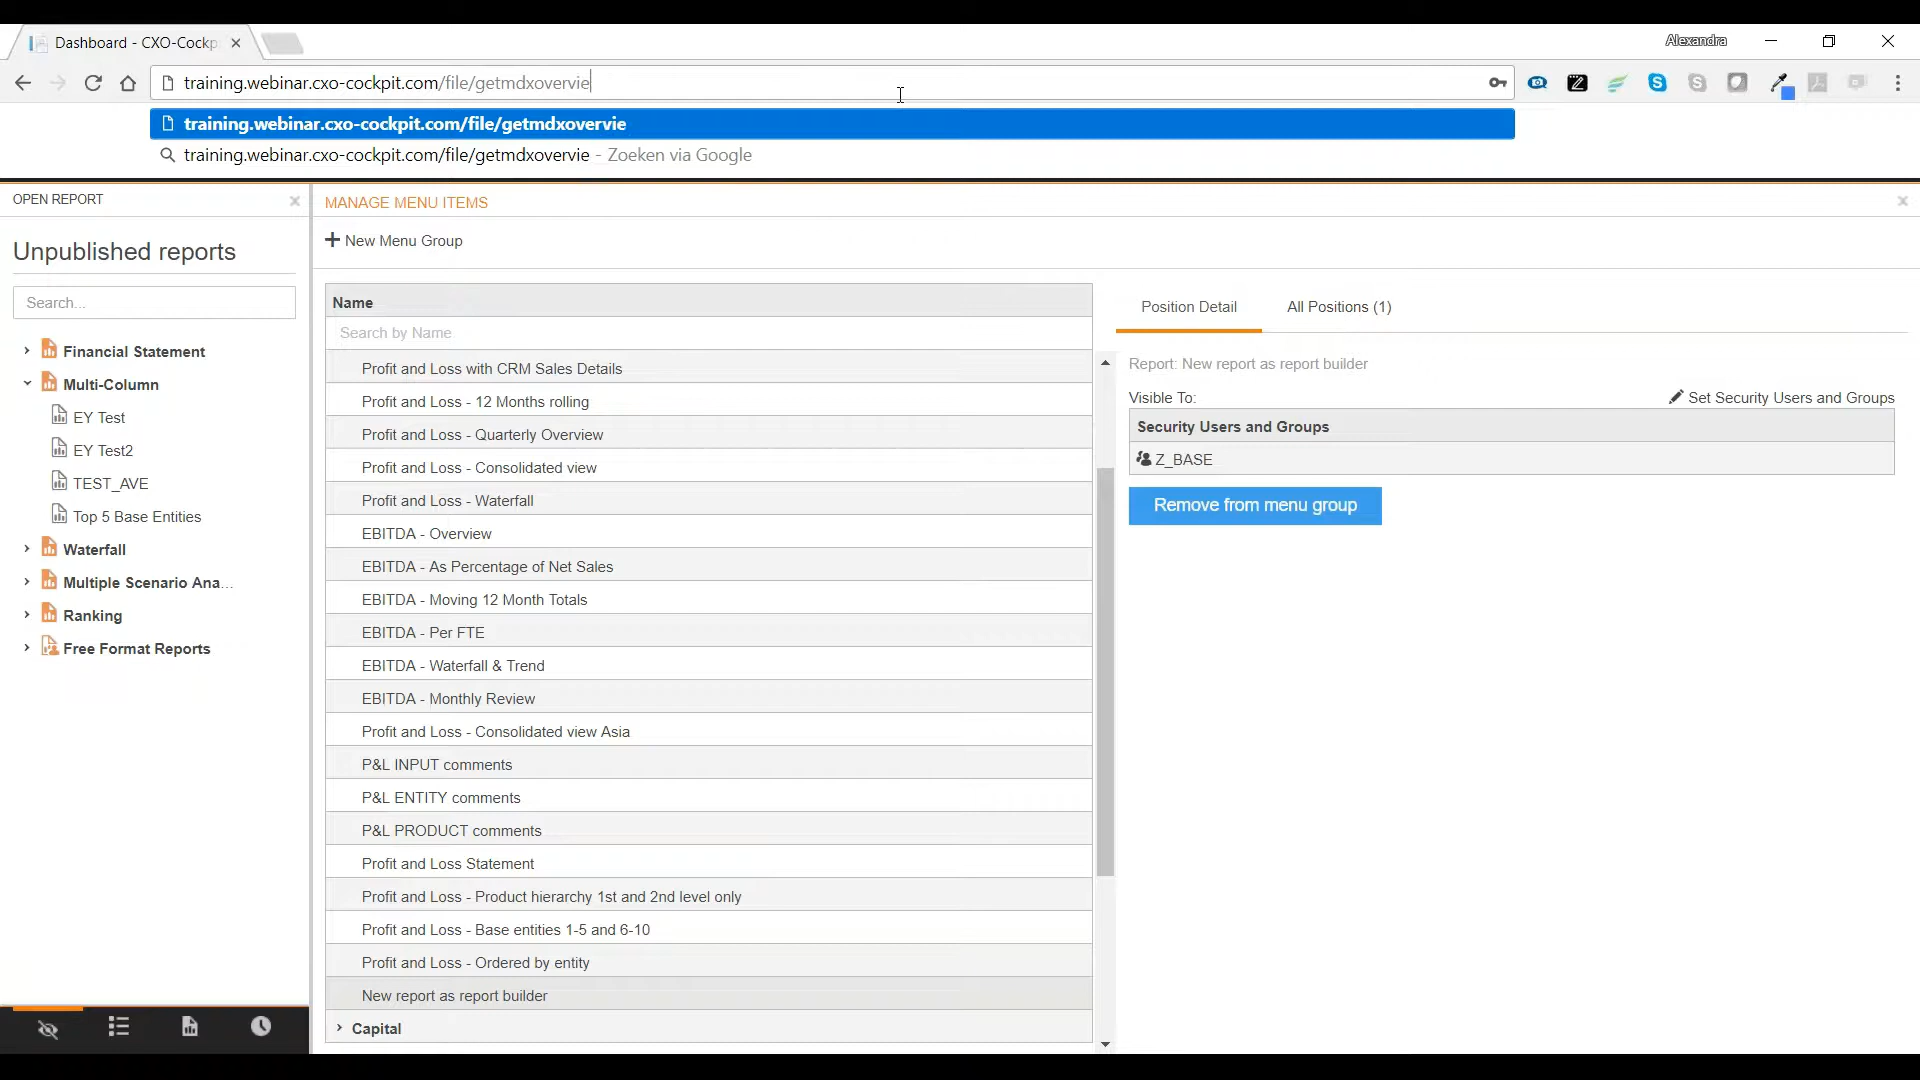 Dashboard - CXO-Cockp
Alexandra
training.webinar.cxo-cockpit.com/file/getmdxovervie
training.webinar.cxo-cockpit.com/file/getmdxovervie
training.webinar.cxo-cockpit.com/file/getmdxovervie - Zoeken via Google
OPEN REPORT
Unpublished reports
Search...
Financial Statement
Multi-Column
EY Test
EY Test2
TEST_AVE
Top 5 Base Entities
Waterfall
Multiple Scenario Ana...
Ranking
Free Format Reports
MANAGE MENU ITEMS
New Menu Group
Name
Search by Name
Profit and Loss with CRM Sales Details
Profit and Loss - 12 Months rolling
Profit and Loss - Quarterly Overview
Profit and Loss - Consolidated view
Profit and Loss - Waterfall
EBITDA - Overview
EBITDA - As Percentage of Net Sales
EBITDA - Moving 12 Month Totals
EBITDA - Per FTE
EBITDA - Waterfall & Trend
EBITDA - Monthly Review
Profit and Loss - Consolidated view Asia
P&L INPUT comments
P&L ENTITY comments
P&L PRODUCT comments
Profit and Loss Statement
Profit and Loss - Product hierarchy 1st and 2nd level only
Profit and Loss - Base entities 1-5 and 6-10
Profit and Loss - Ordered by entity
New report as report builder
Capital
Position Detail
All Positions (1)
Report: New report as report builder
Visible To:
Set Security Users and Groups
Security Users and Groups
Z_BASE
Remove from menu group